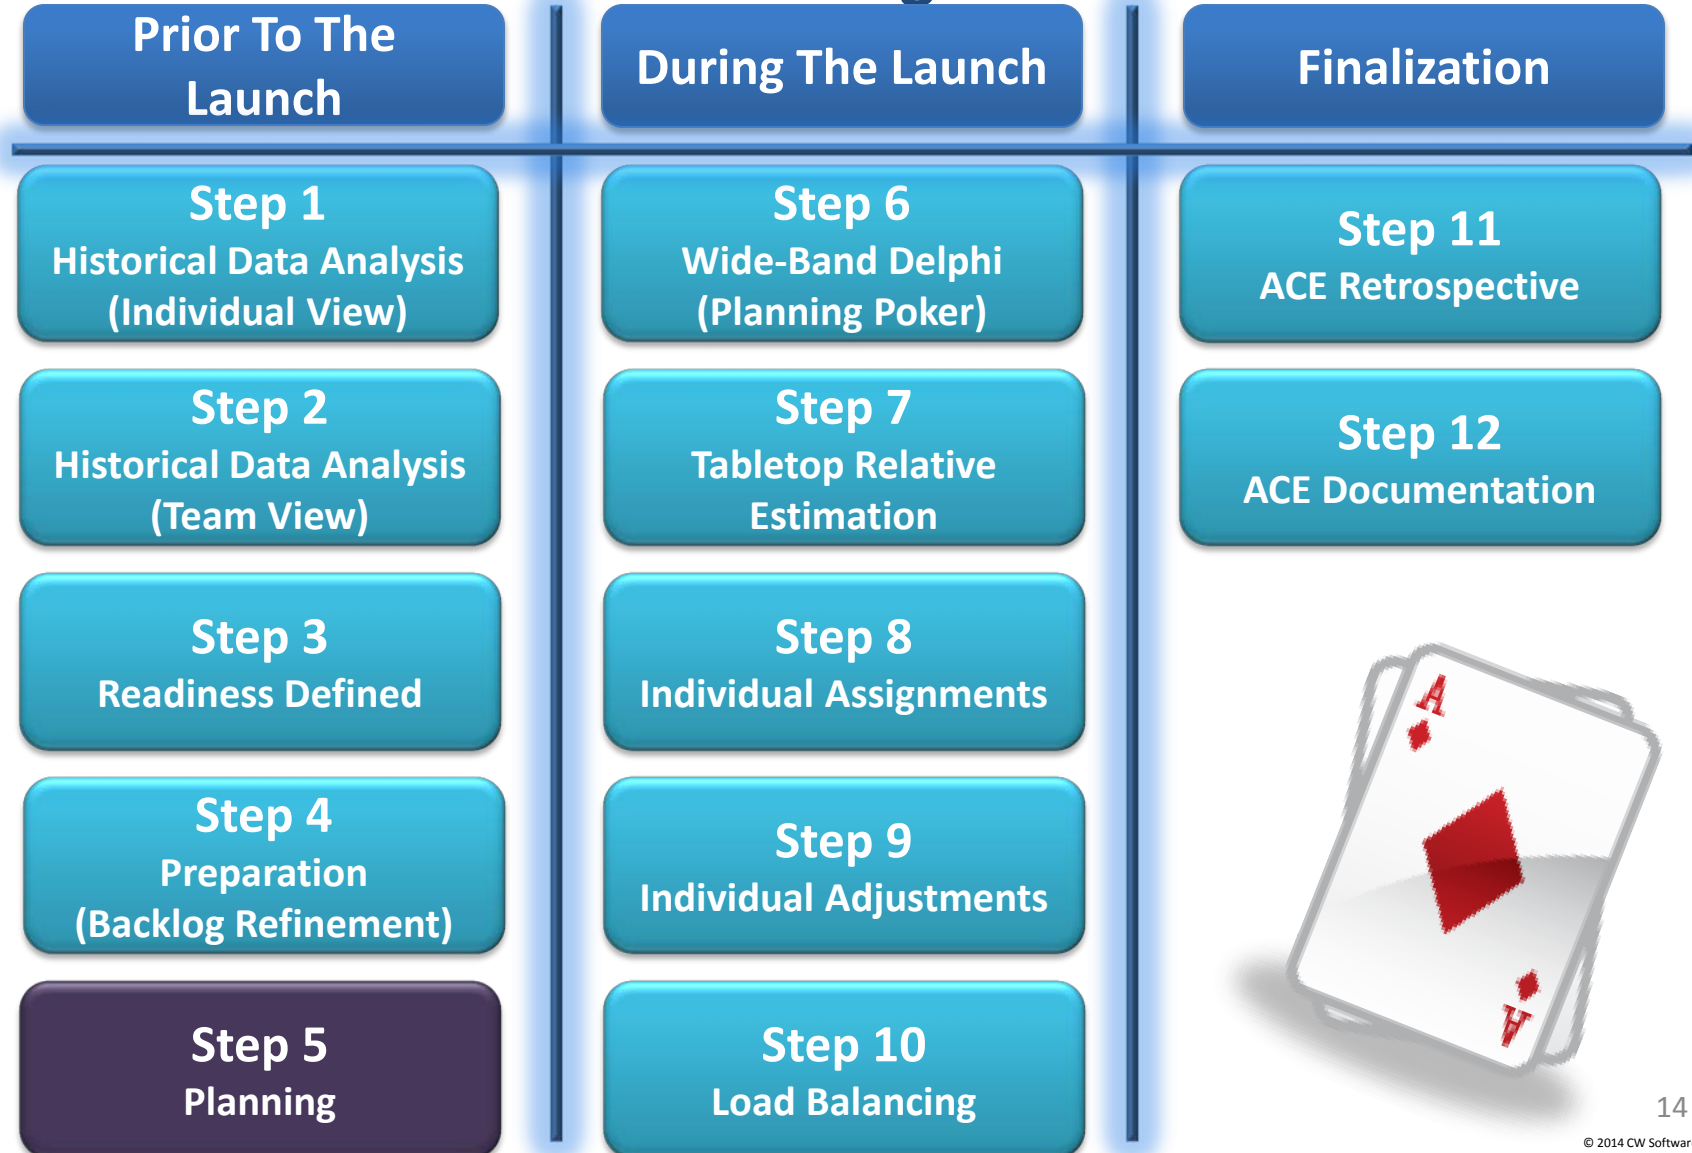 Prior To The
Launch
During The Launch
Finalization
Step 1
Historical Data Analysis
(Individual View)
Step 2
Historical Data Analysis
(Team View)
Step 3
Readiness Defined
Step 4
Preparation
(Backlog Refinement)
Step 5
Planning
Step 6
Wide-Band Delphi
(Planning Poker)
Step 7
Tabletop Relative
Estimation
Step 8
Individual Assignments
Step 9
Individual Adjustments
Step 10
Load Balancing
Step 11
ACE Retrospective
Step 12
ACE Documentation
A
A
14
© 2014 CW Softwar